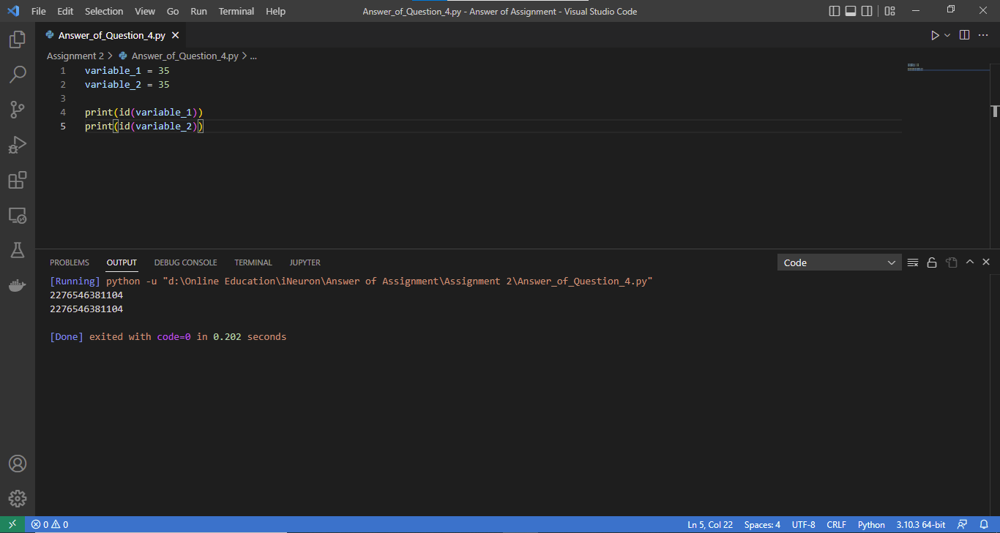 File Edit Selection View Go Run Terminal Help Answer_of_Question_4.py - Answer of Assignment - Visual Studio Code
Answer_of_Question_4.py
Assignment 2 > Answer_of_Question_4.py > ...
1 variable_1 = 35
2 variable_2 = 35
3
4 print(id(variable_1))
5 print(id(variable_2))
PROBLEMS OUTPUT DEBUG CONSOLE TERMINAL JUPYTER Code
[Running] python -u "d:\Online Education\iNeuron\Answer of Assignment\Assignment 2\Answer_of_Question_4.py"
2276546381104
2276546381104
[Done] exited with code=0 in 0.202 seconds
0 0 Ln 5, Col 22 Spaces: 4 UTF-8 CRLF Python 3.10.3 64-bit